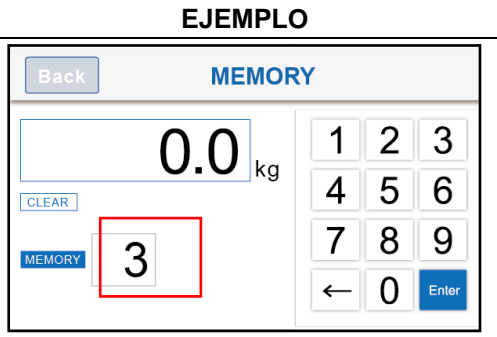 EJEMPLO
Back MEMORY
0.0 kg
CLEAR
MEMORY 3
1 2 3
4 5 6
7 8 9
← 0 Enter